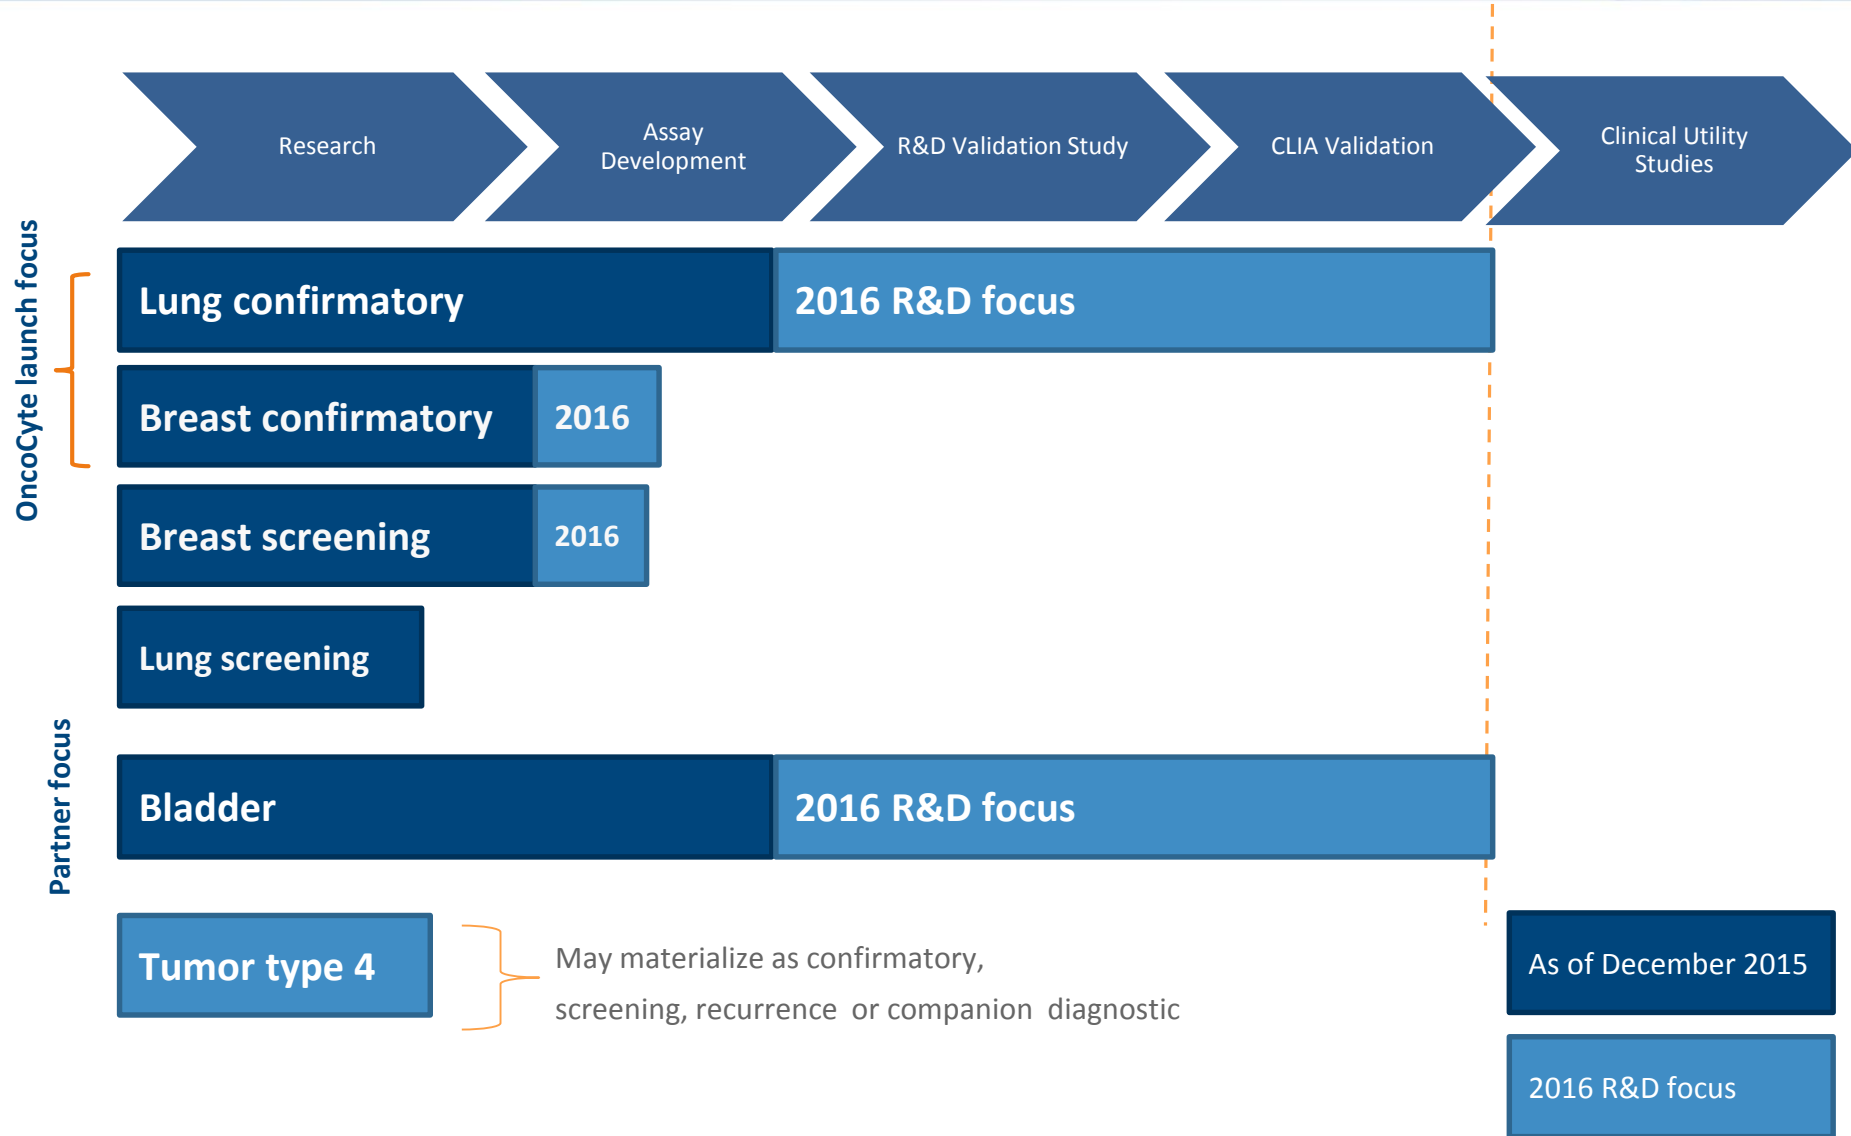 Research
Assay
Development
R&D Validation Study
CLIA Validation
Clinical Utility
Studies
OncoCyte launch focus
Lung confirmatory
2016 R&D focus
Breast confirmatory
2016
Breast screening
2016
Lung screening
Partner focus
Bladder
2016 R&D focus
Tumor type 4
May materialize as confirmatory,
screening, recurrence or companion diagnostic
As of December 2015
2016 R&D focus